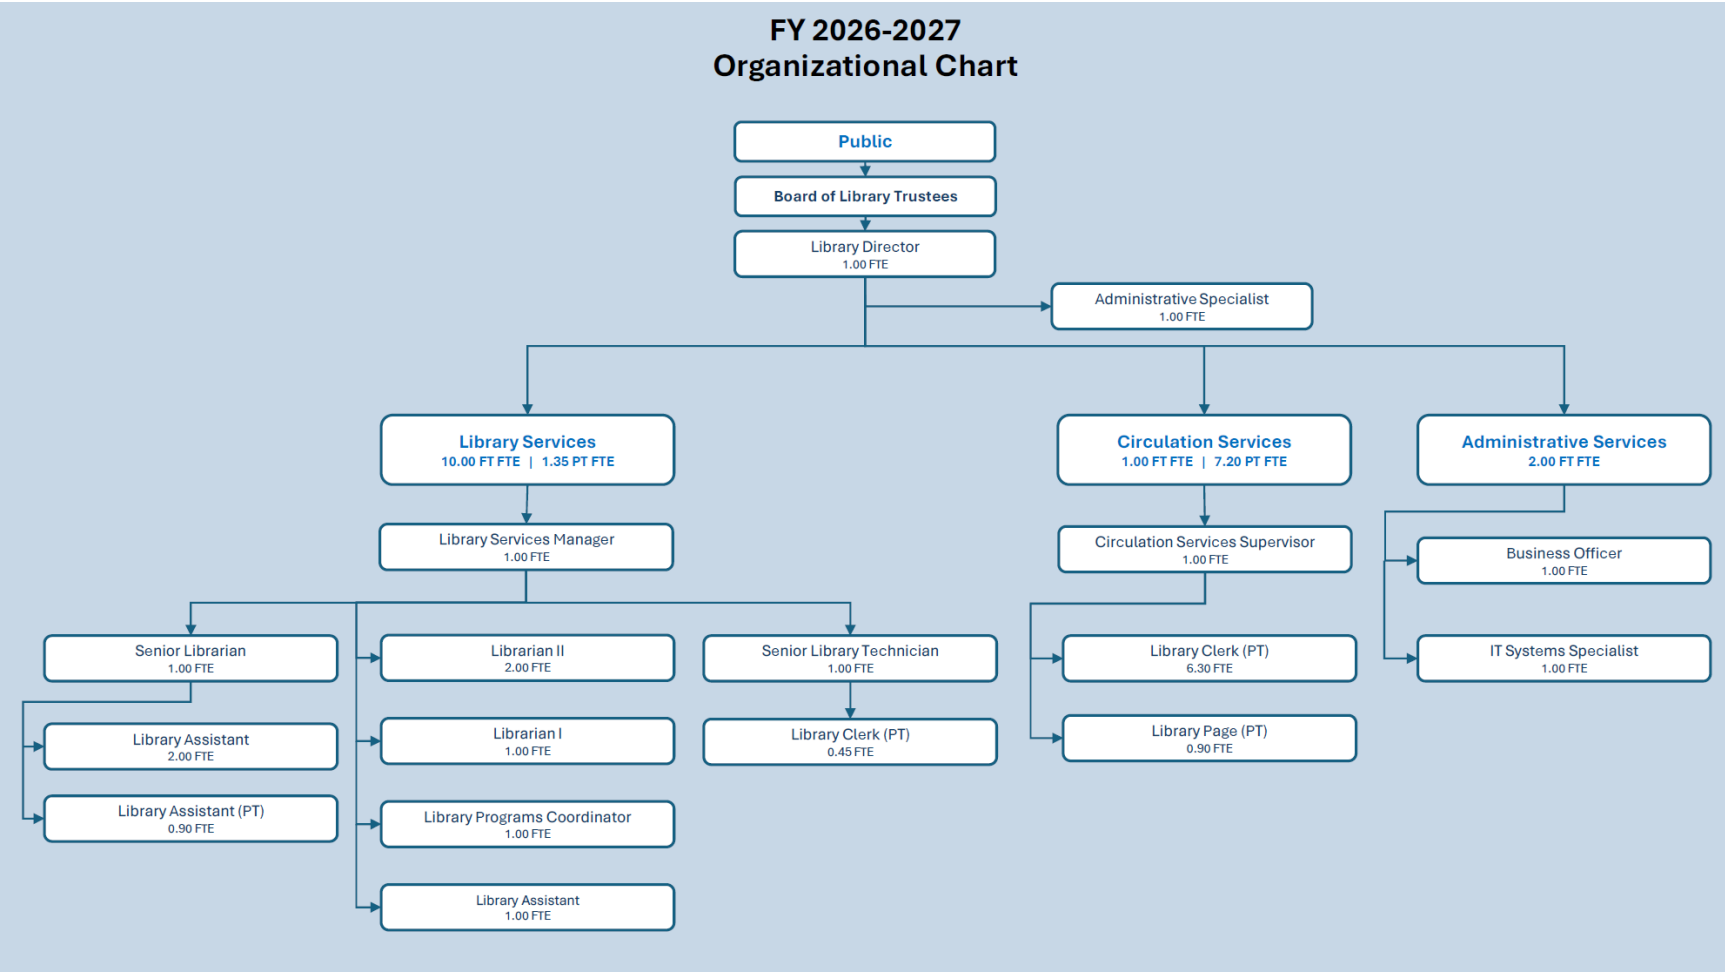 FY 2026-2027
Organizational Chart
Public
Board of Library Trustees
Library Director
1.00 FTE
Administrative Specialist
1.00 FTE
Library Services
10.00 FT FTE | 1.35 PT FTE
Circulation Services
1.00 FT FTE | 7.20 PT FTE
Administrative Services
2.00 FT FTE
Library Services Manager
1.00 FTE
Circulation Services Supervisor
1.00 FTE
Business Officer
1.00 FTE
Senior Librarian
1.00 FTE
Librarian II
2.00 FTE
Senior Library Technician
1.00 FTE
Library Clerk (PT)
6.30 FTE
IT Systems Specialist
1.00 FTE
Library Assistant
2.00 FTE
Librarian I
1.00 FTE
Library Clerk (PT)
0.45 FTE
Library Page (PT)
0.90 FTE
Library Assistant (PT)
0.90 FTE
Library Programs Coordinator
1.00 FTE
Library Assistant
1.00 FTE